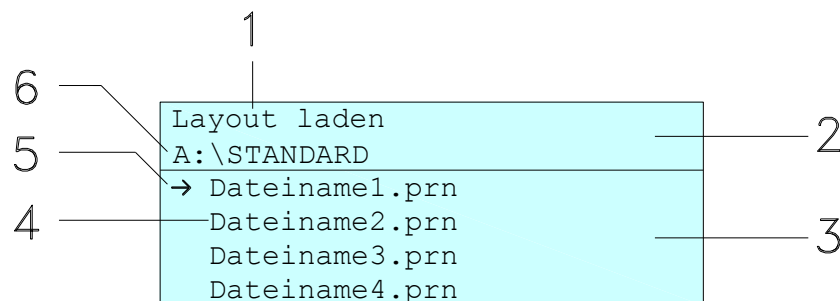 1
6
Layout laden
2
A:\STANDARD
5
→ Dateiname1.prn
4
Dateiname2.prn
3
Dateiname3.prn
Dateiname4.prn